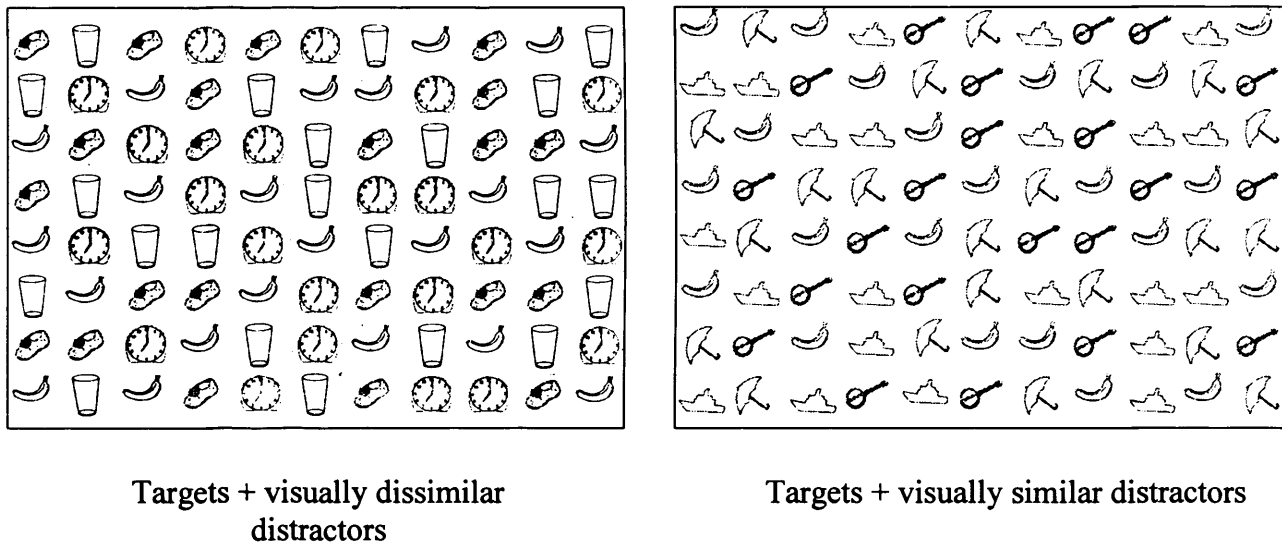 Targets + visually dissimilar
distractors
Targets + visually similar distractors